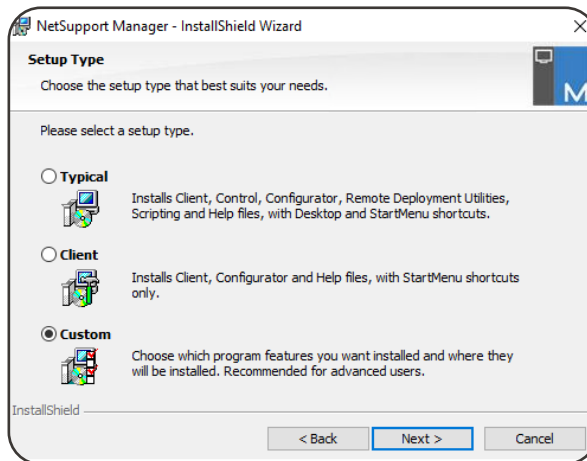 NetSupport Manager - InstallShield Wizard
Setup Type
Choose the setup type that best suits your needs.
M
Please select a setup type.
Typical
Installs Client, Control, Configurator, Remote Deployment Utilities,
Scripting and Help files, with Desktop and StartMenu shortcuts.
Client
Installs Client, Configurator and Help files, with StartMenu shortcuts
only.
Custom
Choose which program features you want installed and where they
will be installed. Recommended for advanced users.
InstallShield
< Back
Next >
Cancel